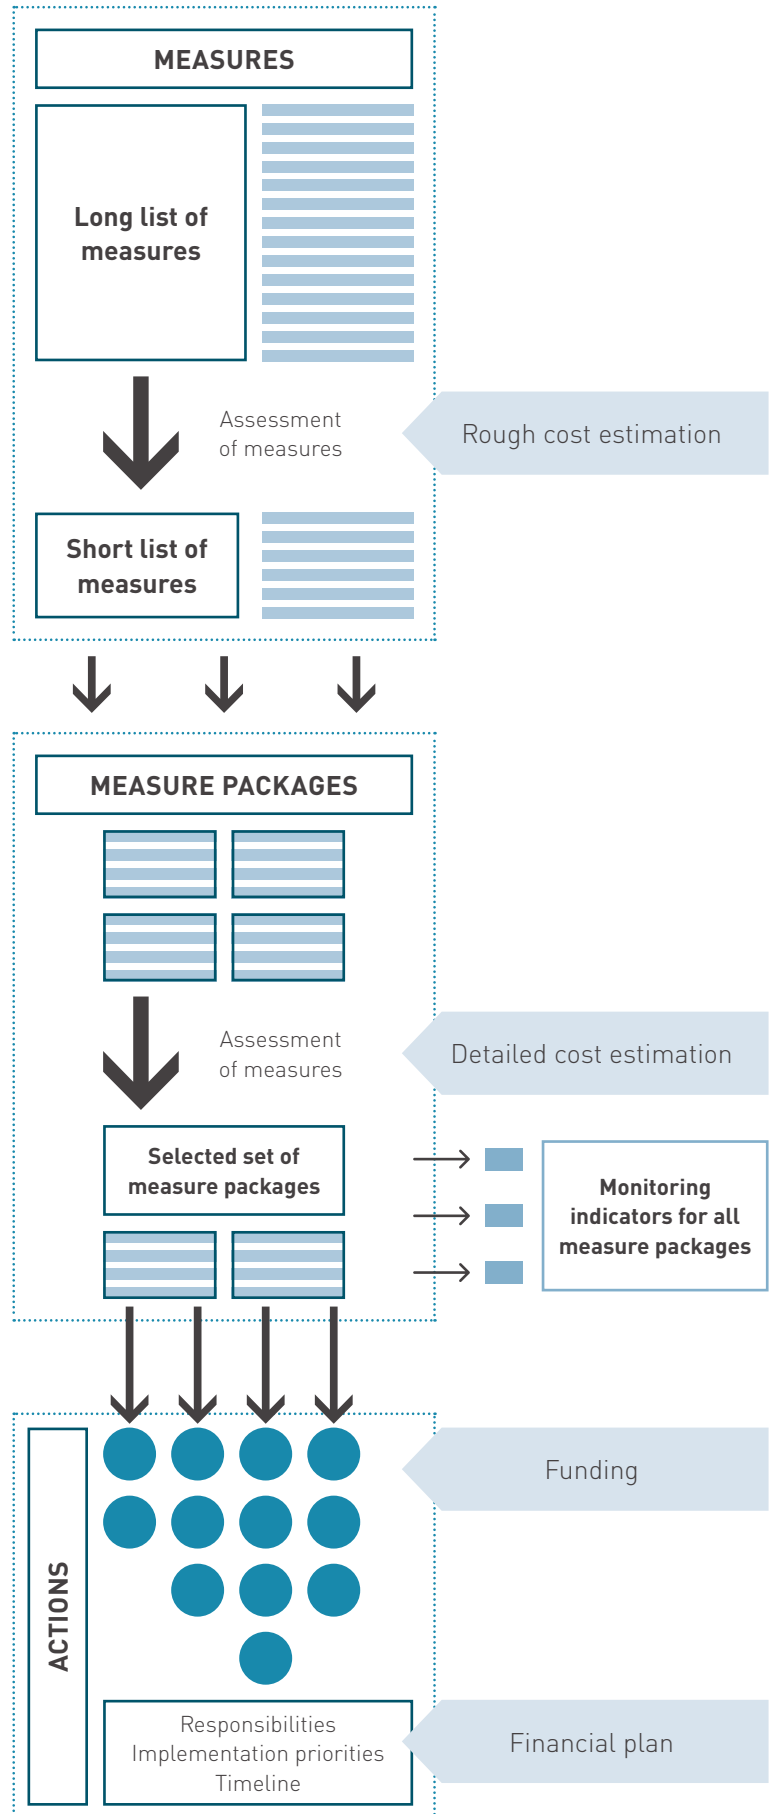 MEASURES
Long list of
measures
Assessment
of measures
Rough cost estimation
Short list of
measures
MEASURE PACKAGES
Assessment
of measures
Detailed cost estimation
Selected set of
measure packages
Monitoring
indicators for all
measure packages
ACTIONS
Funding
Responsibilities
Implementation priorities
Timeline
Financial plan